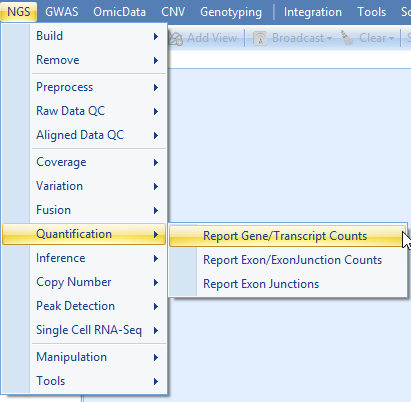 NGS GWAS OmicData CNV Genotyping Integration Tools
Build
Add View Broadcast Clear
Remove
Preprocess
Raw Data QC
Aligned Data QC
Coverage
Variation
Fusion
Quantification
Report Gene/Transcript Counts
Inference
Report Exon/ExonJunction Counts
Copy Number
Report Exon Junctions
Peak Detection
Single Cell RNA-Seq
Manipulation
Tools